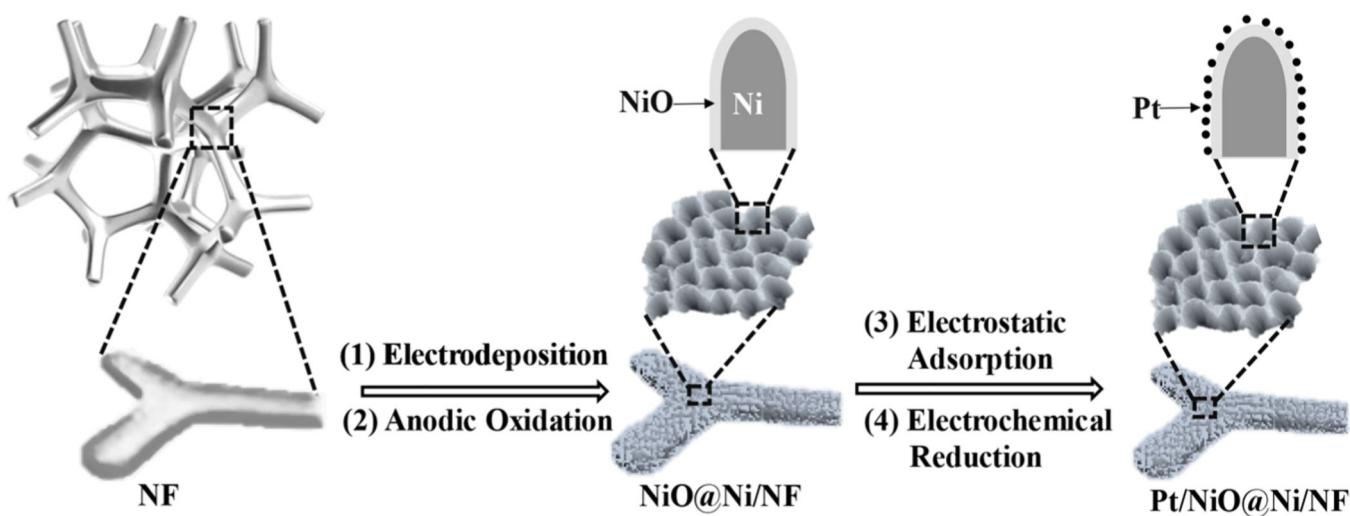 NiO
Ni
Pt
(1) Electrodeposition
(2) Anodic Oxidation
(3) Electrostatic
Adsorption
(4) Electrochemical
Reduction
NF
NiO@Ni/NF
Pt/NiO@Ni/NF